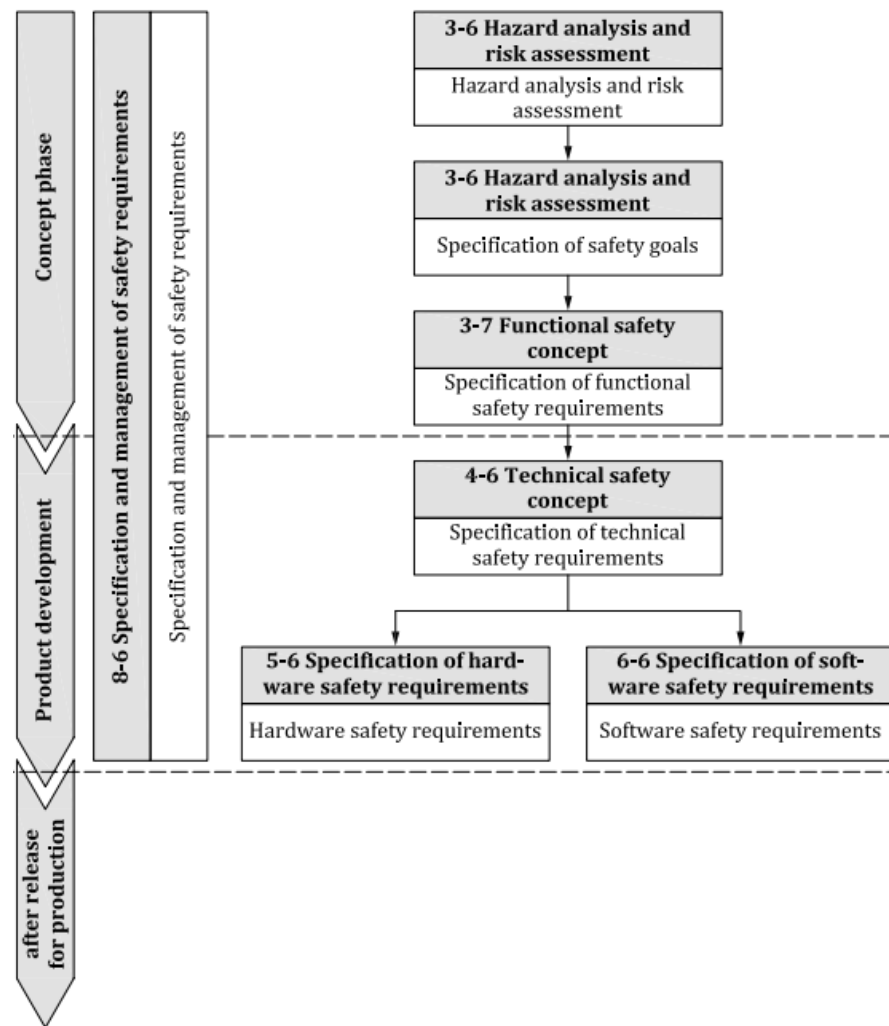 Concept phase
Product development
after release
for production
8-6 Specification and management of safety requirements
Specification and management of safety requirements
3-6 Hazard analysis and
risk assessment
Hazard analysis and risk
assessment
3-6 Hazard analysis and
risk assessment
Specification of safety goals
3-7 Functional safety
concept
Specification of functional
safety requirements
4-6 Technical safety
concept
Specification of technical
safety requirements
5-6 Specification of hard-
ware safety requirements
Hardware safety requirements
6-6 Specification of soft-
ware safety requirements
Software safety requirements